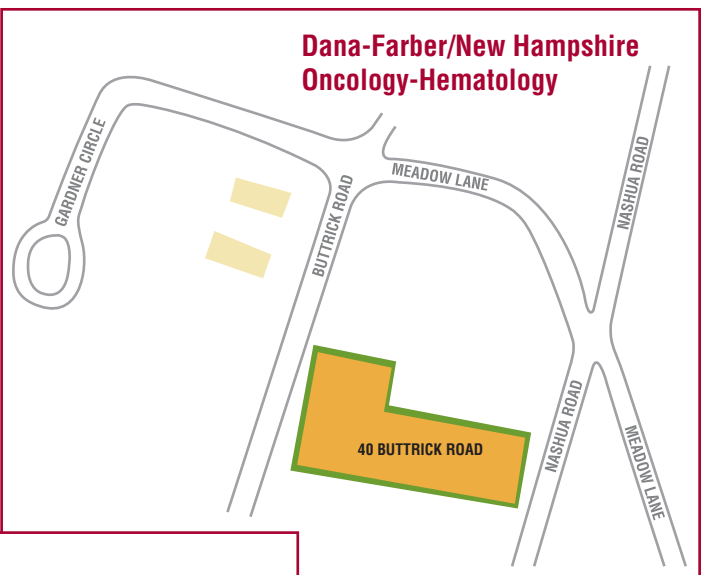 Dana-Farber/New Hampshire
Oncology-Hematology
GARDNER CIRCLE
BUTTRICK ROAD
MEADOW LANE
NASHUA ROAD
40 BUTTRICK ROAD
NASHUA ROAD
MEADOW LANE